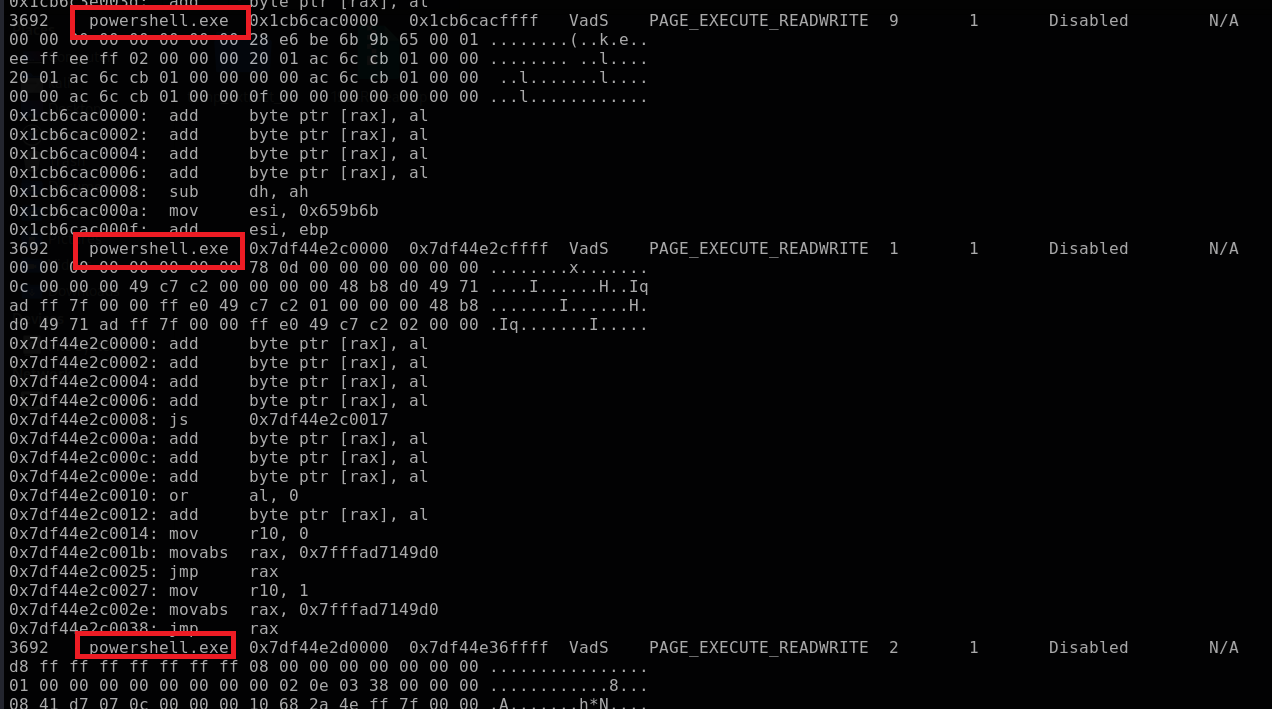 0x1cb6c3e003d: add     byte ptr [rax], al
3692    powershell.exe  0x1cb6cac0000   0x1cb6cacffff   VadS    PAGE_EXECUTE_READWRITE  9       1       Disabled        N/A
00 00 00 00 00 00 00 00 28 e6 be 6b 9b 65 00 01 ........(..k.e..
ee ff ee ff 02 00 00 00 20 01 ac 6c cb 01 00 00 ........ ..l....
20 01 ac 6c cb 01 00 00 00 00 ac 6c cb 01 00 00  ..l.......l....
00 00 ac 6c cb 01 00 00 0f 00 00 00 00 00 00 00 ...l............
0x1cb6cac0000:  add     byte ptr [rax], al
0x1cb6cac0002:  add     byte ptr [rax], al
0x1cb6cac0004:  add     byte ptr [rax], al
0x1cb6cac0006:  add     byte ptr [rax], al
0x1cb6cac0008:  sub     dh, ah
0x1cb6cac000a:  mov     esi, 0x659b6b
0x1cb6cac000f:  add     esi, ebp
3692    powershell.exe  0x7df44e2c0000  0x7df44e2cffff  VadS    PAGE_EXECUTE_READWRITE  1       1       Disabled        N/A
00 00 00 00 00 00 00 00 78 0d 00 00 00 00 00 00 ........x.......
0c 00 00 00 49 c7 c2 00 00 00 00 48 b8 d0 49 71 ....I......H..Iq
ad ff 7f 00 00 ff e0 49 c7 c2 01 00 00 00 48 b8 .......I......H.
d0 49 71 ad ff 7f 00 00 ff e0 49 c7 c2 02 00 00 .Iq.......I.....
0x7df44e2c0000: add     byte ptr [rax], al
0x7df44e2c0002: add     byte ptr [rax], al
0x7df44e2c0004: add     byte ptr [rax], al
0x7df44e2c0006: add     byte ptr [rax], al
0x7df44e2c0008: js      0x7df44e2c0017
0x7df44e2c000a: add     byte ptr [rax], al
0x7df44e2c000c: add     byte ptr [rax], al
0x7df44e2c000e: add     byte ptr [rax], al
0x7df44e2c0010: or      al, 0
0x7df44e2c0012: add     byte ptr [rax], al
0x7df44e2c0014: mov     r10, 0
0x7df44e2c001b: movabs  rax, 0x7fffad7149d0
0x7df44e2c0025: jmp     rax
0x7df44e2c0027: mov     r10, 1
0x7df44e2c002e: movabs  rax, 0x7fffad7149d0
0x7df44e2c0038: jmp     rax
3692    powershell.exe  0x7df44e2d0000  0x7df44e36ffff  VadS    PAGE_EXECUTE_READWRITE  2       1       Disabled        N/A
d8 ff ff ff ff ff ff ff 08 00 00 00 00 00 00 00 ................
01 00 00 00 00 00 00 00 00 02 0e 03 38 00 00 00 ............8...
08 41 d7 07 0c 00 00 00 10 68 2a 4e ff 7f 00 00 .A.......h*N....